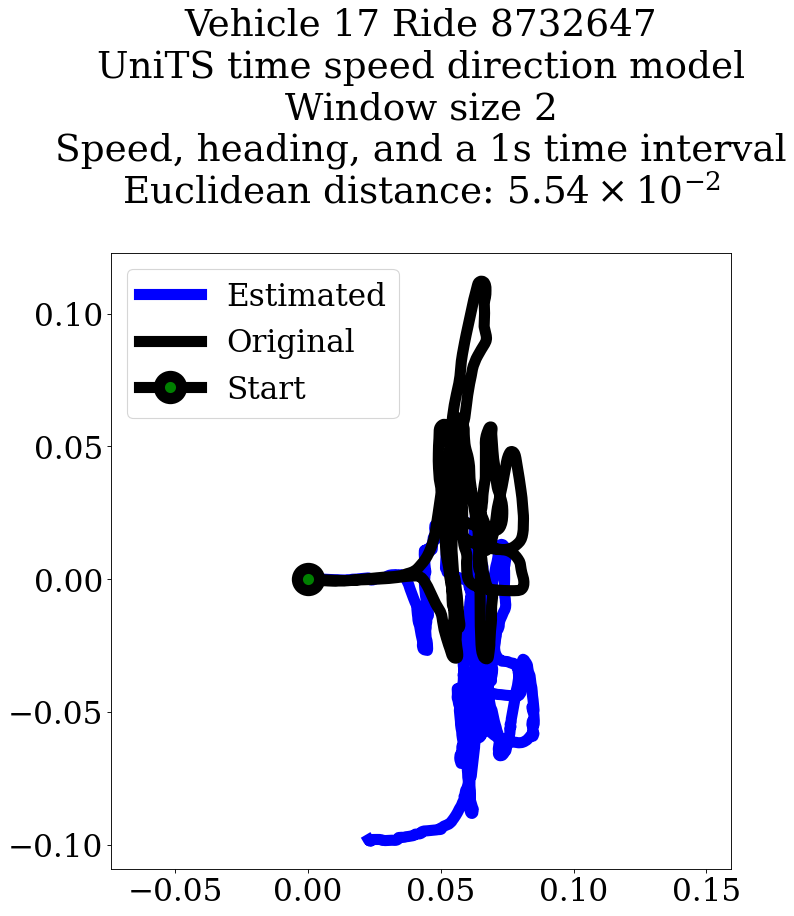 Vehicle 17 Ride 8732647
UniTS time speed direction model
Window size 2
Speed, heading, and a 1s time interval
Euclidean distance: 5.54 × 10⁻²
Estimated
Original
Start
0.10
0.05
0.00
−0.05
−0.10
−0.05 0.00 0.05 0.10 0.15